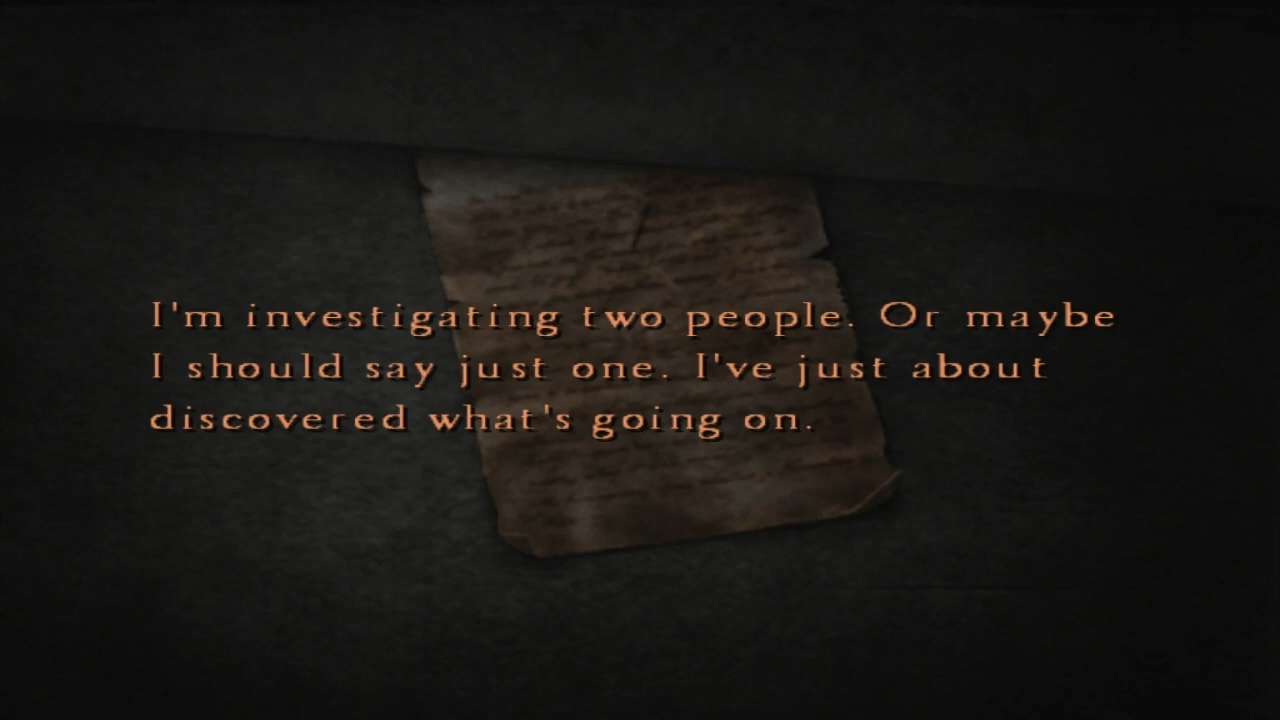 I'm investigating two people. Or maybe
I should say just one. I've just about
discovered what's going on.